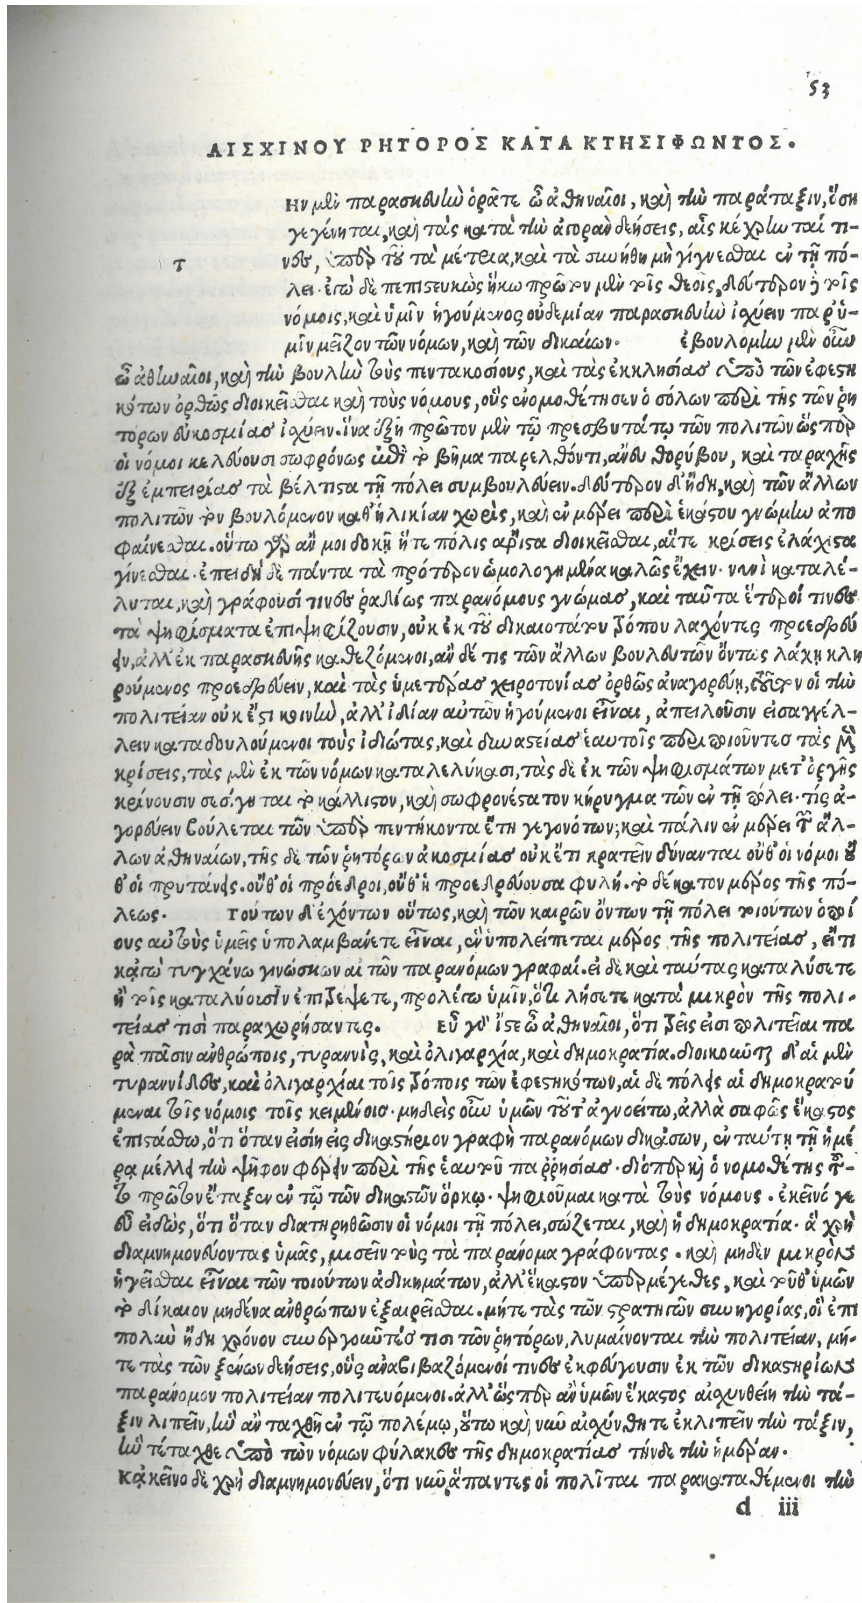 53
ΑΙΣΧΙΝΟΥ ΡΗΤΟΡΟΣ ΚΑΤΑ ΚΤΗΣΙΦΩΝΤΟΣ.
Ην μὲν παρασκευὴν ὁρᾶτε ὦ ἀθηναῖοι, καὶ τὴν παράταξιν, ὅση
γεγένηται, καὶ τὰς κατὰ τὴν ἀγορὰν δεήσεις, αἷς κέχρωνταί τι-
τ
νες, ὑπὲρ τοῦ τὰ μέτρια, καὶ τὰ συνήθη μὴ γίγνεσθαι ἐν τῇ πό-
λει· ἐγὼ δὲ πεπιστευκὼς ἥκω πρῶτον μὲν τοῖς θεοῖς, δεύτερον ἢ τοῖς
νόμοις, καὶ ὑμῖν ἡγούμενος οὐδεμίαν παρασκευὴν ἰχύειν παρ' ὑ-
μῖν μεῖζον τῶν νόμων, καὶ τῶν δικαίων. ἐβουλόμην μὲν οὖν
ὦ ἀθηναῖοι, καὶ τὴν βουλὴν τοὺς πεντακοσίους, καὶ τὰς ἐκκλησίας ὑπὸ τῶν ἐφεστη
κότων ὀρθῶς διοικεῖσθαι καὶ τοὺς νόμους, οὓς ἐνομοθέτησεν ὁ σόλων περὶ τῆς τῶν ῥη
τόρων εὐκοσμίας ἰχύειν. ἵνα ἐξῇ πρῶτον μὲν τῷ πρεσβυτάτῳ τῶν πολιτῶν ὥσπερ
οἱ νόμοι κελεύουσι σωφρόνως ἐπὶ τὸ βῆμα παρελθόντι, ἄνευ θορύβου, καὶ ταραχῆς
ἐξ ἐμπειρίας τὰ βέλτιστα τῇ πόλει συμβουλεύειν. δεύτερον δ' ἤδη, καὶ τῶν ἄλλων
πολιτῶν τὸν βουλόμενον καθ' ἡλικίαν χωρὶς, καὶ ἐν μέρει περὶ ἑκάστου γνώμην ἀπο
φαίνεσθαι. οὕτω γὰρ ἄν μοι δοκῇ ἥτε πόλις ἄριστα διοικεῖσθαι, αἵτε κρίσεις ἐλάχιστα
γίνεσθαι. ἐπειδὴ δὲ πάντα τὰ πρότερον ὡμολογημένα καλῶς ἔχειν· νυνὶ καταλέ-
λυται, καὶ γράφουσί τινες ῥαδίως παρανόμους γνώμας, καὶ ταῦτα ἕτεροί τινες
τὰ ψηφίσματα ἐπιψηφίζουσιν, οὐκ ἐκ τοῦ δικαιοτάτου τρόπου λαχόντες προεδρεύ
ειν, ἀλλ' ἐκ παρασκευῆς καθεζόμενοι, ἂν δέ τις τῶν ἄλλων βουλευτῶν ὄντως λάχῃ κλη
ρούμενος προεδρεύειν, καὶ τὰς ὑμετέρας χειροτονίας ὀρθῶς ἀναγορεύῃ, τοῦτον οἱ τὴν
πολιτείαν οὐκ ἔτι κοινὴν, ἀλλ' ἰδίαν αὐτῶν ἡγούμενοι εἶναι, ἀπειλοῦσιν εἰσαγγέλ-
λειν καταδουλούμενοι τοὺς ἰδιώτας, καὶ δυναστείας ἑαυτοῖς περιποιοῦντες τὰς μὲν
κρίσεις, τὰς μὲν ἐκ τῶν νόμων καταλελύκασι, τὰς δὲ ἐκ τῶν ψηφισμάτων μετ' ὀργῆς
κρίνουσιν σεσίγηται τὸ κάλλιστον, καὶ σωφρονέστατον κήρυγμα τῶν ἐν τῇ πόλει· τίς ἀ-
γορεύειν βούλεται τῶν ὑπὲρ πεντήκοντα ἔτη γεγονότων; καὶ πάλιν ἐν μέρει τῶν ἄλ-
λων ἀθηναίων, τῆς δὲ τῶν ῥητόρων ἀκοσμίας οὐκ ἔτι κρατεῖν δύνανται οὔθ' οἱ νόμοι οὔ
θ' οἱ πρυτάνεις. οὔθ' οἱ πρόεδροι, οὔθ' ἡ προεδρεύουσα φυλή. τὸ δέκατον μέρος τῆς πό-
λεως. Τούτων δ' ἐχόντων οὕτως, καὶ τῶν καιρῶν ὄντων τῇ πόλει τοιούτων ὁποί
ους αὐτοὺς ὑμεῖς ὑπολαμβάνετε εἶναι, ἓν ὑπολείπεται μέρος τῆς πολιτείας, εἴ τι
κἀγὼ τυγχάνω γινώσκων αἱ τῶν παρανόμων γραφαί. εἰ δὲ καὶ ταύτας καταλύσετε
ἢ τοῖς καταλύουσιν ἐπιτρέψετε, προλέγω ὑμῖν, ὅτι λήσετε κατὰ μικρὸν τῆς πολι-
τείας τισὶ παραχωρήσαντες. Εὖ γὰρ ἴστε ὦ ἀθηναῖοι, ὅτι τρεῖς εἰσι πολιτεῖαι πα
ρὰ πᾶσιν ἀνθρώποις, τυραννὶς, καὶ ὀλιγαρχία, καὶ δημοκρατία. διοικοῦνται δ' αἱ μὲν
τυραννίδες, καὶ ὀλιγαρχίαι τοῖς τρόποις τῶν ἐφεστηκότων, αἱ δὲ πόλεις αἱ δημοκρατού
μεναι τοῖς νόμοις τοῖς κειμένοις· μηδεὶς οὖν ὑμῶν τοῦτ' ἀγνοείτω, ἀλλὰ σαφῶς ἕκαστος
ἐπιστάσθω, ὅτι ὅταν εἰσίῃ εἰς δικαστήριον γραφὴ παρανόμων δικάσων, ἐν ταύτῃ τῇ ἡμέ
ρᾳ μέλλει τὴν ψῆφον φέρειν περὶ τῆς ἑαυτοῦ παῤῥησίας· διόπερ καὶ ὁ νομοθέτης τοῦ-
το πρῶτον ἔταξεν ἐν τῷ τῶν δικαστῶν ὅρκῳ. ψηφιοῦμαι κατὰ τοὺς νόμους. ἐκεῖνό γε
εὖ εἰδὼς, ὅτι ὅταν διατηρηθῶσιν οἱ νόμοι τῇ πόλει, σώζεται, καὶ ἡ δημοκρατία· ἃ χρὴ
διαμνημονεύοντας ὑμᾶς, μισεῖν τοὺς τὰ παράνομα γράφοντας. καὶ μηδὲν μικρὸν
ἡγεῖσθαι εἶναι τῶν τοιούτων ἀδικημάτων, ἀλλ' ἕκαστον ὑπερμέγεθες, καὶ τοῦθ' ὑμῶν
τὸ δίκαιον μηδένα ἀνθρώπων ἐξαιρεῖσθαι. μήτε τὰς τῶν στρατηγῶν συνηγορίας, οἳ ἐπὶ
πολὺν ἤδη χρόνον συνεργοῦντές τισι τῶν ῥητόρων, λυμαίνονται τὴν πολιτείαν, μή-
τε τὰς τῶν ξένων δεήσεις, οὓς ἀναβιβαζόμενοί τινες ἐκφεύγουσιν ἐκ τῶν δικαστηρίων
παράνομον πολιτείαν πολιτευόμενοι. ἀλλ' ὥσπερ ἂν ὑμῶν ἕκαστος αἰσχυνθείη τὴν τά-
ξιν λιπεῖν, ἣν ἂν ταχθῇ ἐν τῷ πολέμῳ, οὕτω καὶ νῦν αἰσχύνθητε ἐκλιπεῖν τὴν τάξιν,
ἣν τέταχθε ὑπὸ τῶν νόμων φύλακες τῆς δημοκρατίας τήνδε τὴν ἡμέραν.
Κἀκεῖνο δὲ χρὴ διαμνημονεύειν, ὅτι νῦν ἅπαντες οἱ πολῖται παρακαταθέμενοι τὴν
d iii